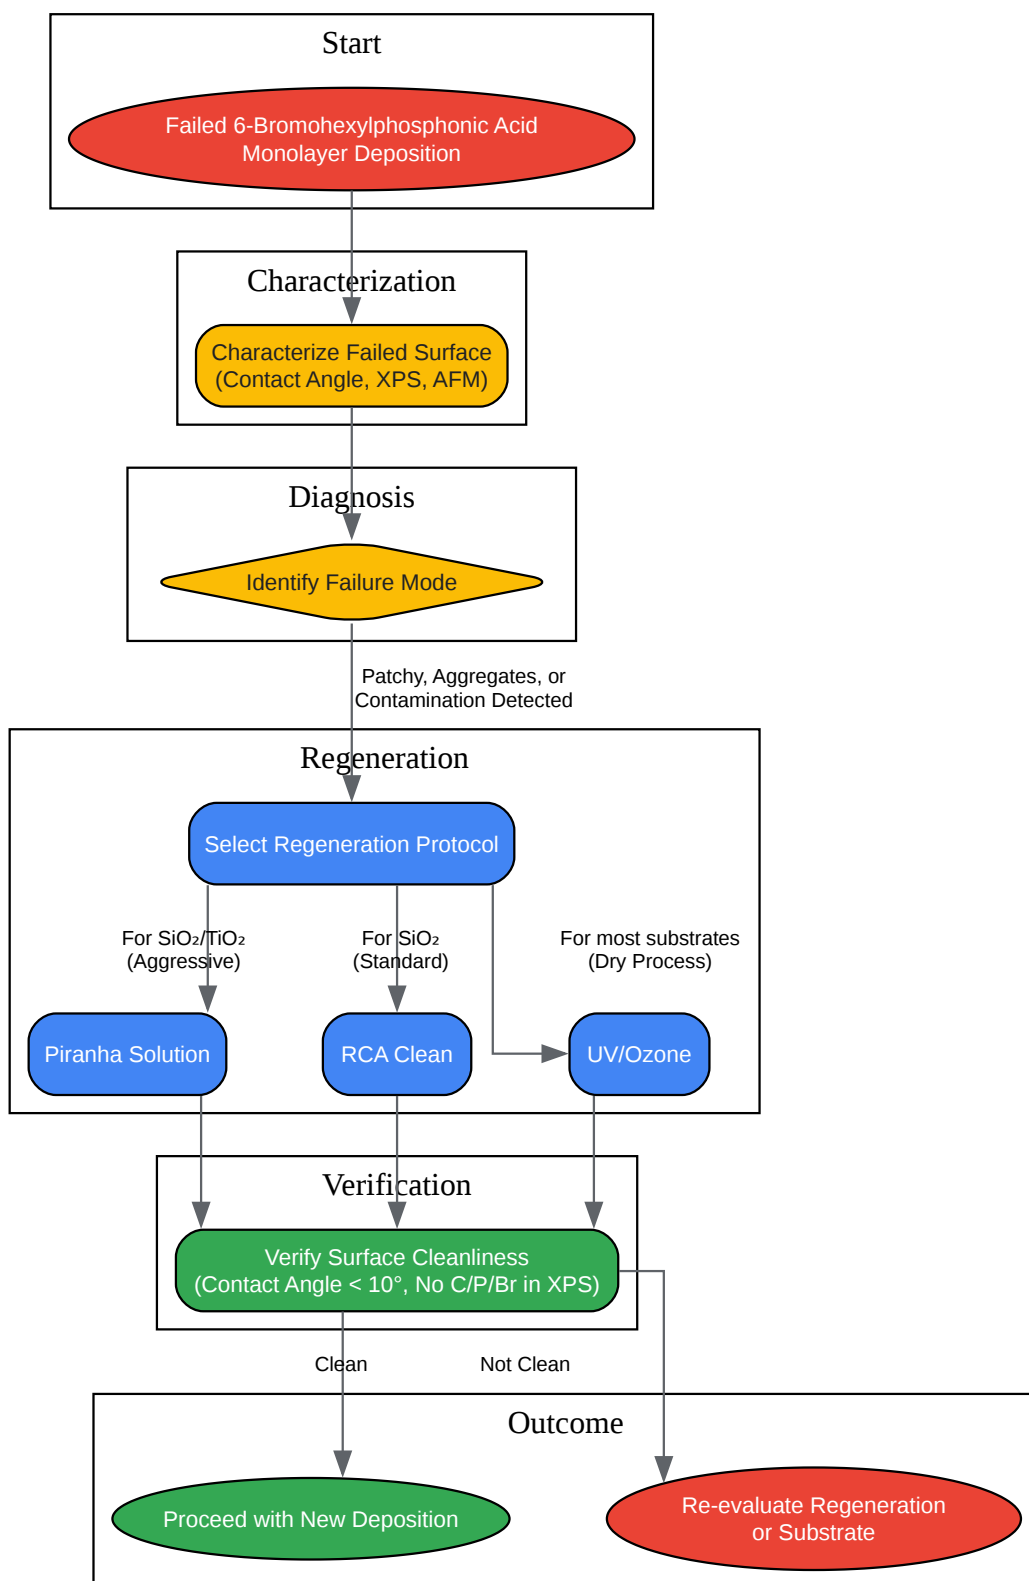 Start
Failed 6-Bromohexylphosphonic Acid
Monolayer Deposition
Characterization
Characterize Failed Surface
(Contact Angle, XPS, AFM)
Diagnosis
Identify Failure Mode
Patchy, Aggregates, or
Contamination Detected
Regeneration
Select Regeneration Protocol
For SiO₂/TiO₂
(Aggressive)
For SiO₂
(Standard)
For most substrates
(Dry Process)
Piranha Solution
RCA Clean
UV/Ozone
Verification
Verify Surface Cleanliness
(Contact Angle < 10°, No C/P/Br in XPS)
Clean
Not Clean
Outcome
Proceed with New Deposition
Re-evaluate Regeneration
or Substrate